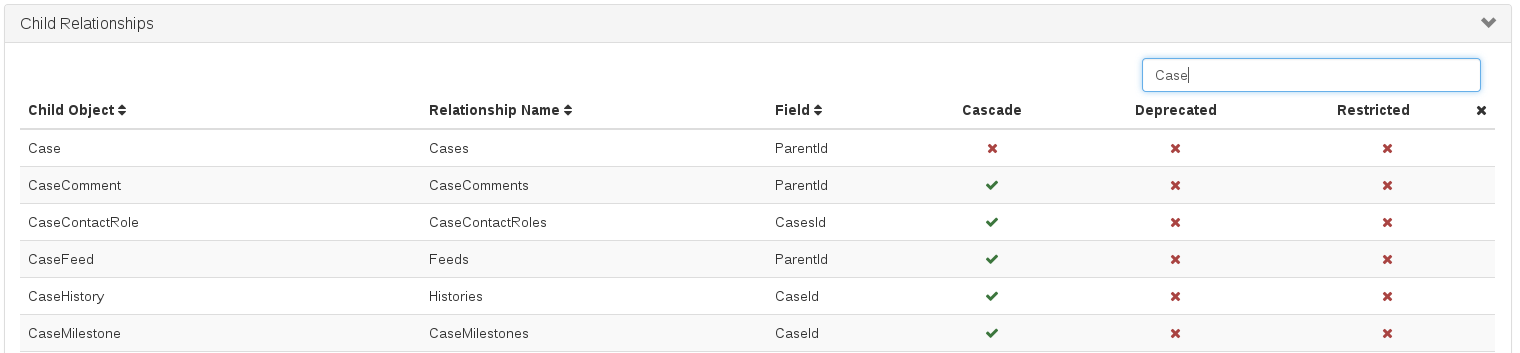 Child Relationships
Case
Child Object Relationship Name Field Cascade Deprecated Restricted
Case Cases ParentId
CaseComment CaseComments ParentId
CaseContactRole CaseContactRoles CasesId
CaseFeed Feeds ParentId
CaseHistory Histories CaseId
CaseMilestone CaseMilestones CaseId